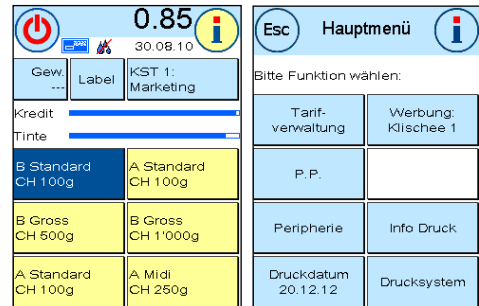 0.85
30.08.10
Gew.
---
Label
KST 1:
Marketing
Kredit
Tinte
B Standard
CH 100g
A Standard
CH 100g
B Gross
CH 500g
B Gross
CH 1'000g
A Standard
CH 100g
A Midi
CH 250g
Esc
Hauptmenü
i
Bitte Funktion wählen:
Tarif-
verwaltung
Werbung:
Klischee 1
P.P.
Peripherie
Info Druck
Druckdatum
20.12.12
Drucksystem